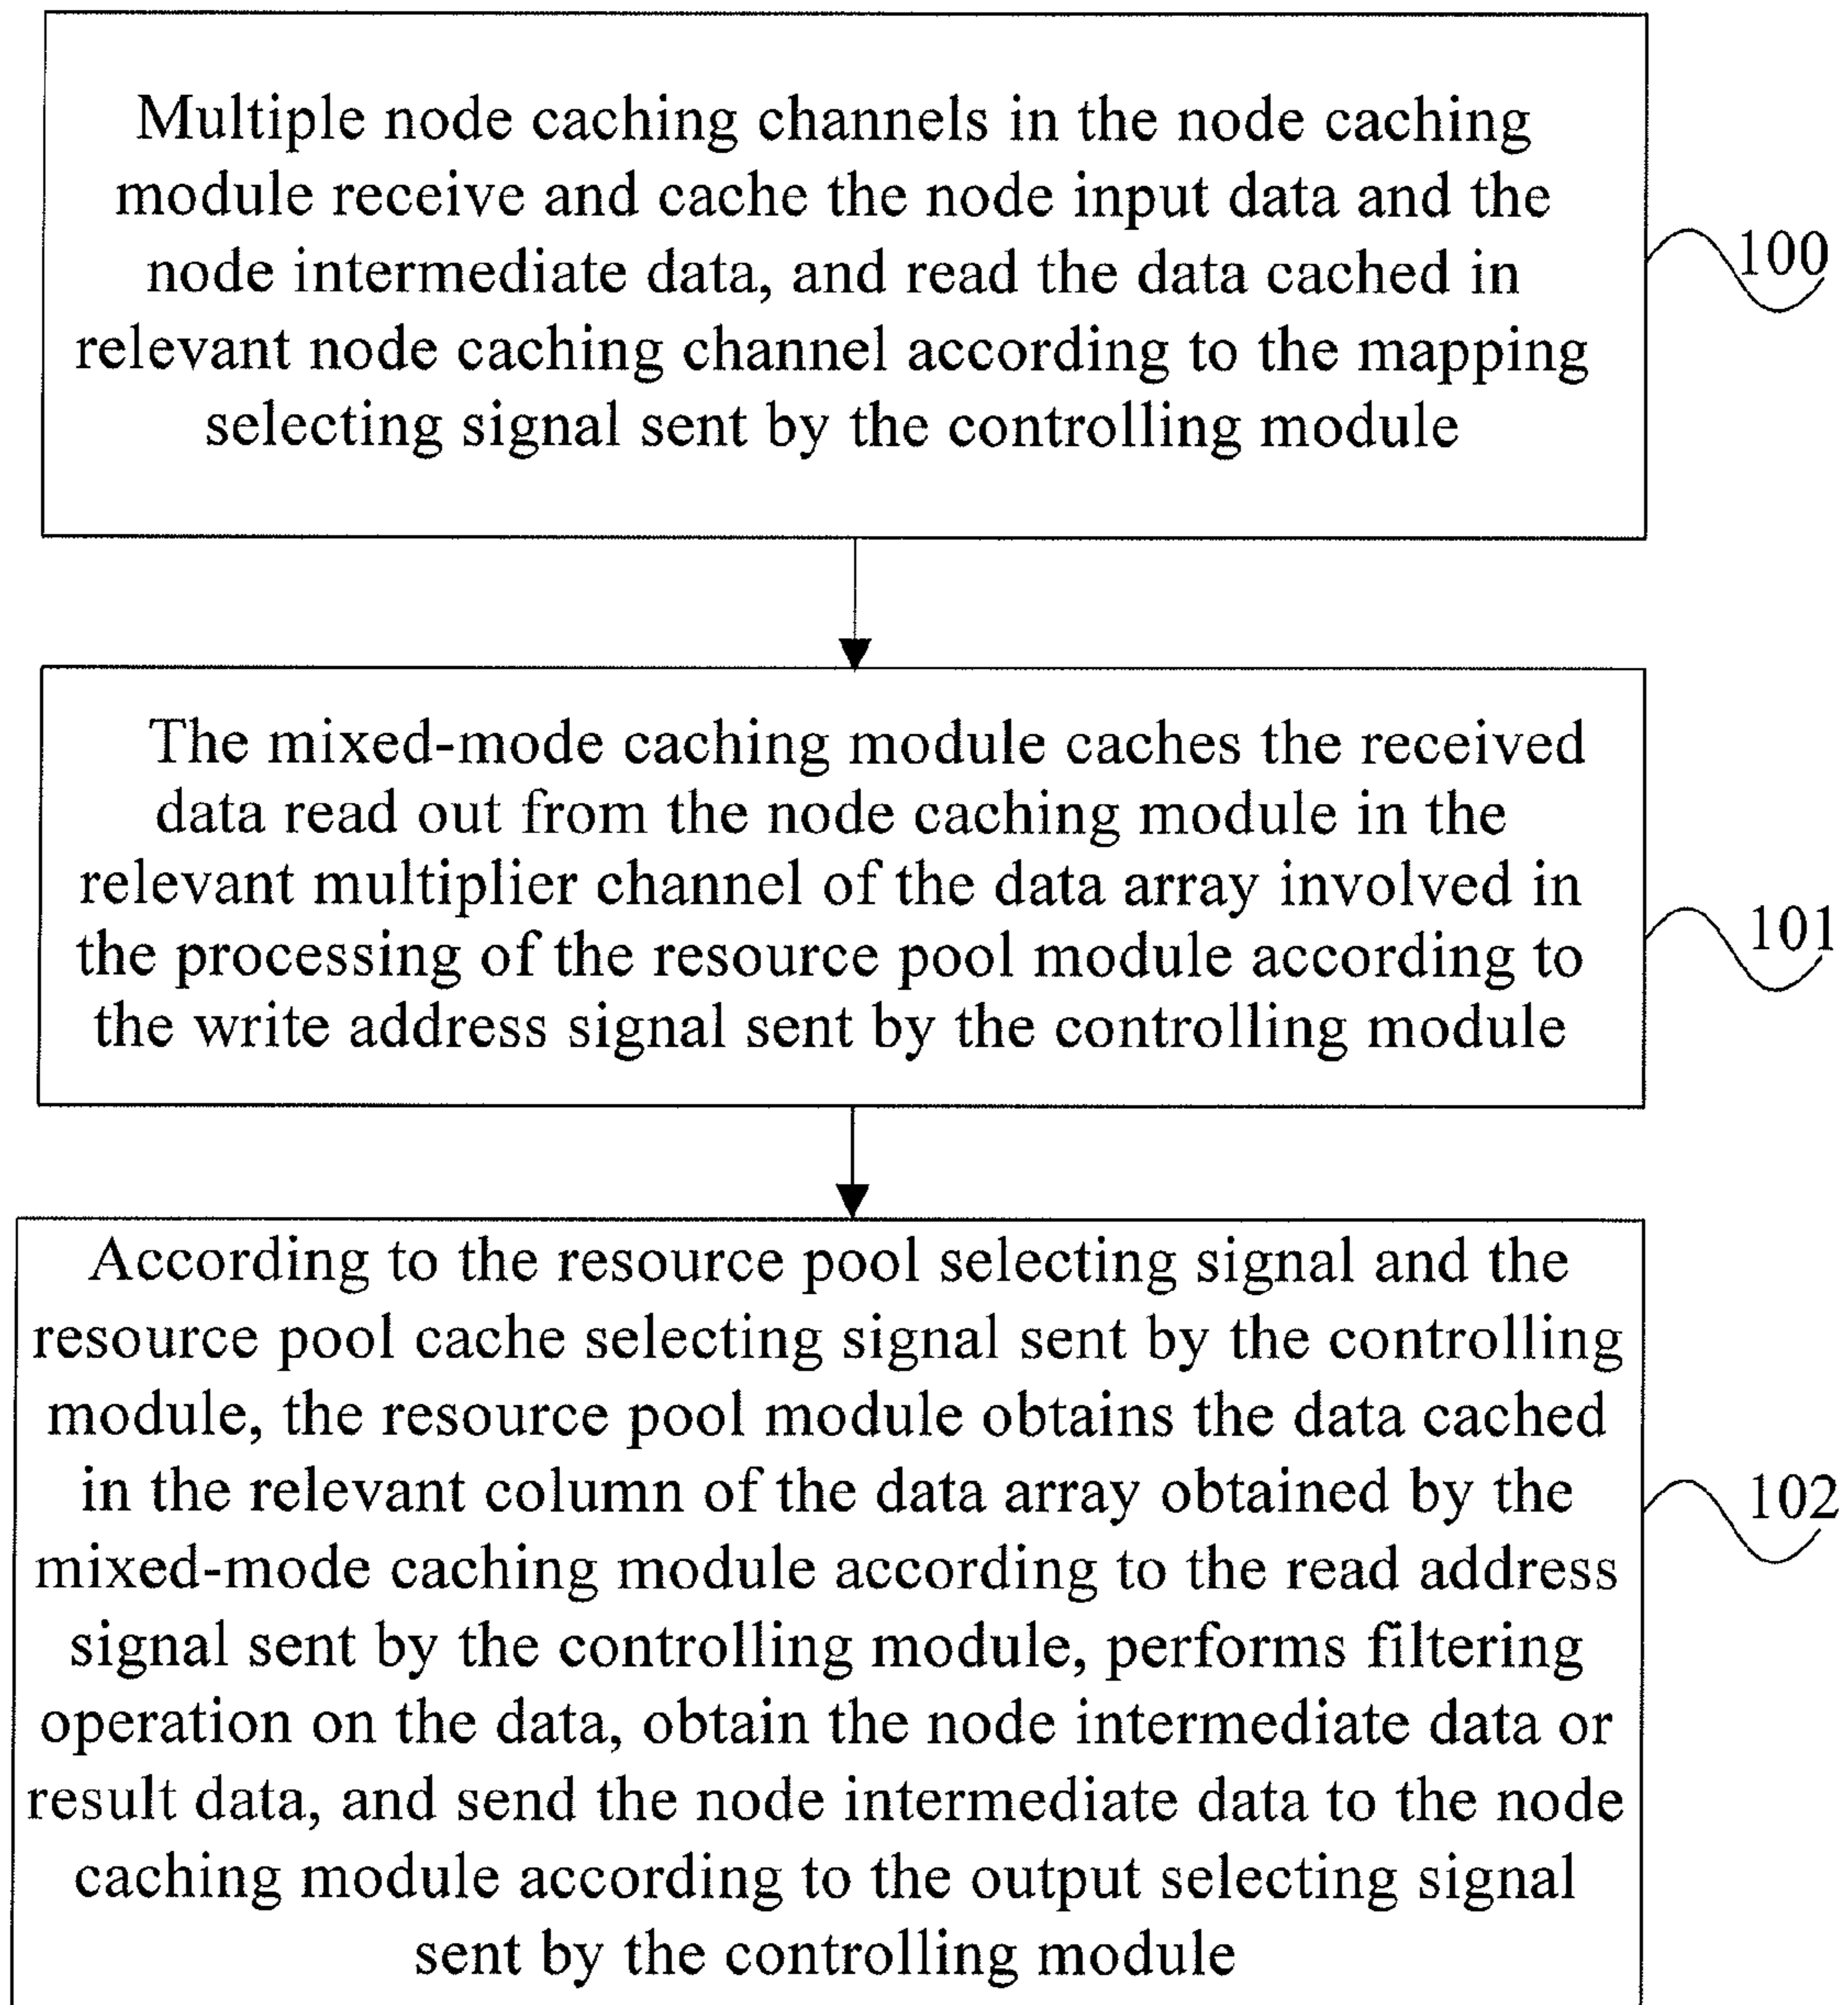 Multiple node caching channels in the node caching
module receive and cache the node input data and the
node intermediate data, and read the data cached in
relevant node caching channel according to the mapping
selecting signal sent by the controlling module
100
The mixed-mode caching module caches the received
data read out from the node caching module in the
relevant multiplier channel of the data array involved in
the processing of the resource pool module according to
the write address signal sent by the controlling module
101
According to the resource pool selecting signal and the
resource pool cache selecting signal sent by the controlling
module, the resource pool module obtains the data cached
in the relevant column of the data array obtained by the
mixed-mode caching module according to the read address
signal sent by the controlling module, performs filtering
operation on the data, obtain the node intermediate data or
result data, and send the node intermediate data to the node
caching module according to the output selecting signal
sent by the controlling module
102